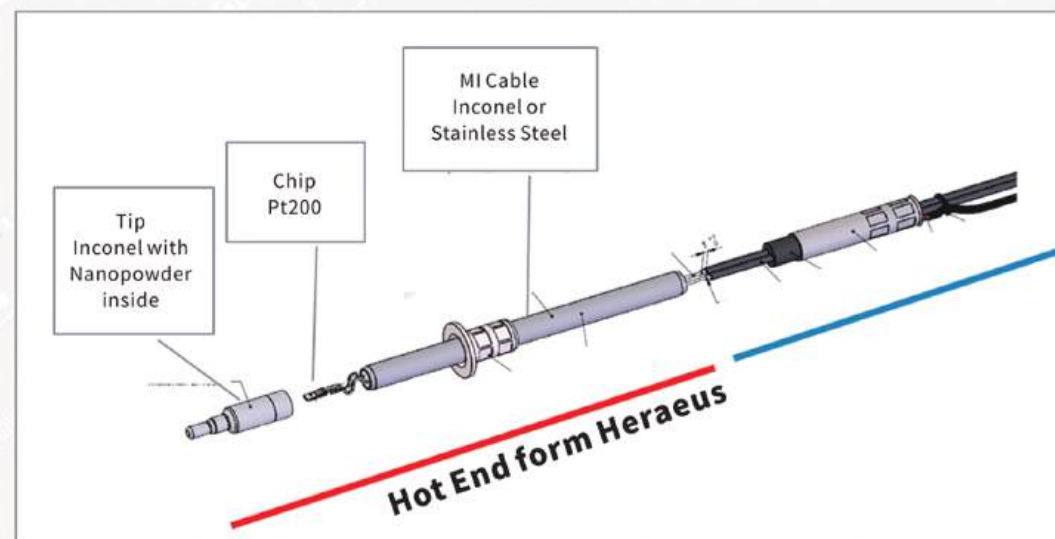 MI Cable
Inconel or
Stainless Steel
Chip
Pt200
Tip
Inconel with
Nanopowder
inside
Hot End form Heraeus